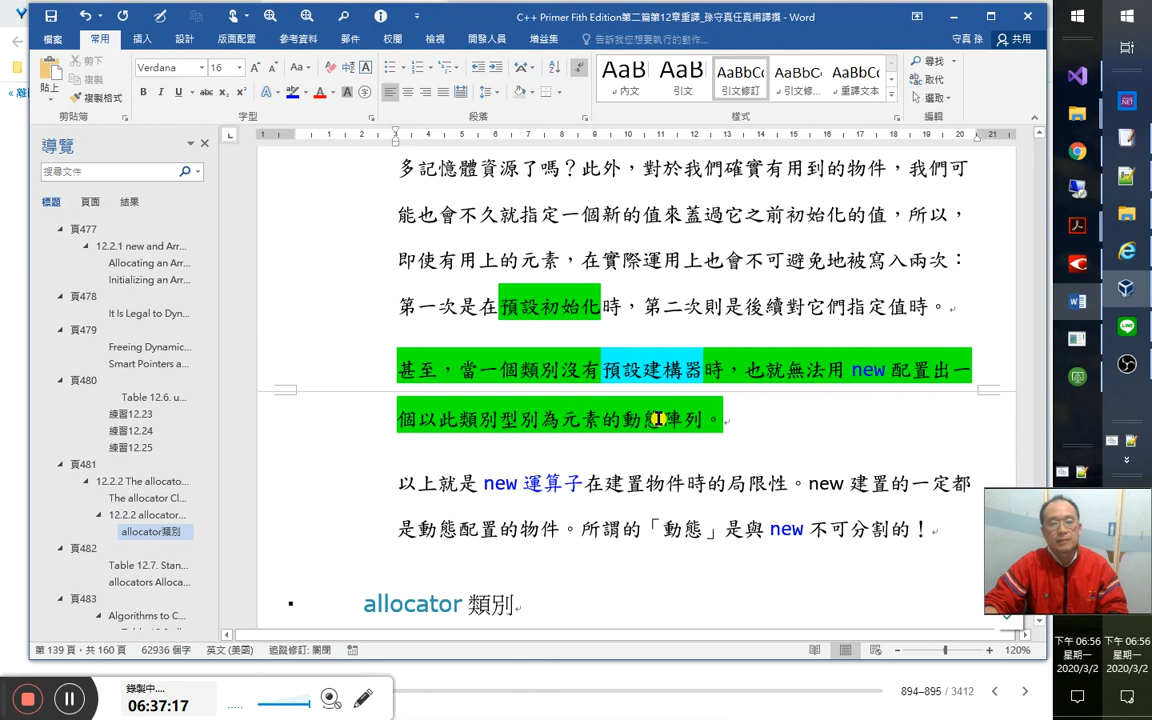 C++ Primer Fith Edition第二篇第12章重譯_孫守真任真甫譯撰 - Word
檔案 常用 插入 設計 版面配置 參考資料 郵件 校閱 檢視 開發人員 增益集 告訴我您想要執行的動作... 守真 孫 共用
貼上 剪下 複製 複製格式
剪貼簿
Verdana 16
字型
段落
AaBbC 內文
AaBbC 引文
AaBbCc 引文修訂
AaBbCc 引文修...
AaBbCc 重譯文本
樣式
尋找
取代
選取
編輯
導覽
搜尋文件
標題 頁面 結果
頁477
12.2.1 new and Arr...
Allocating an Arr...
Initializing an Arr...
頁478
It Is Legal to Dyn...
頁479
Freeing Dynamic...
Smart Pointers a...
頁480
Table 12.6. u...
練習12.23
練習12.24
練習12.25
頁481
12.2.2 The allocato...
The allocator Cl...
12.2.2 allocator...
allocator類別
頁482
Table 12.7. Stan...
allocators Alloca...
頁483
Algorithms to C...
多記憶體資源了嗎？此外，對於我們確實有用到的物件，我們可
能也會不久就指定一個新的值來蓋過它之前初始化的值，所以，
即使有用上的元素，在實際運用上也會不可避免地被寫入兩次：
第一次是在預設初始化時，第二次則是後續對它們指定值時。
甚至，當一個類別沒有預設建構器時，也就無法用 new 配置出一
個以此類別型別為元素的動態陣列。
以上就是 new 運算子在建置物件時的局限性。new 建置的一定都
是動態配置的物件。所謂的「動態」是與 new 不可分割的！
allocator 類別
第 139 頁，共 160 頁 62936 個字 英文 (美國) 追蹤修訂: 關閉 120%
錄製中....
06:37:17
894–895 / 3412
下午 06:56
星期一
2020/3/2
下午 06:56
星期一
2020/3/2